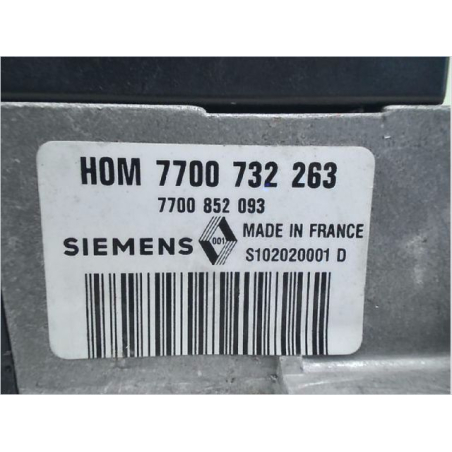 HOM 7700 732 263
7700 852 093
SIEMENS 001 MADE IN FRANCE
S102020001 D